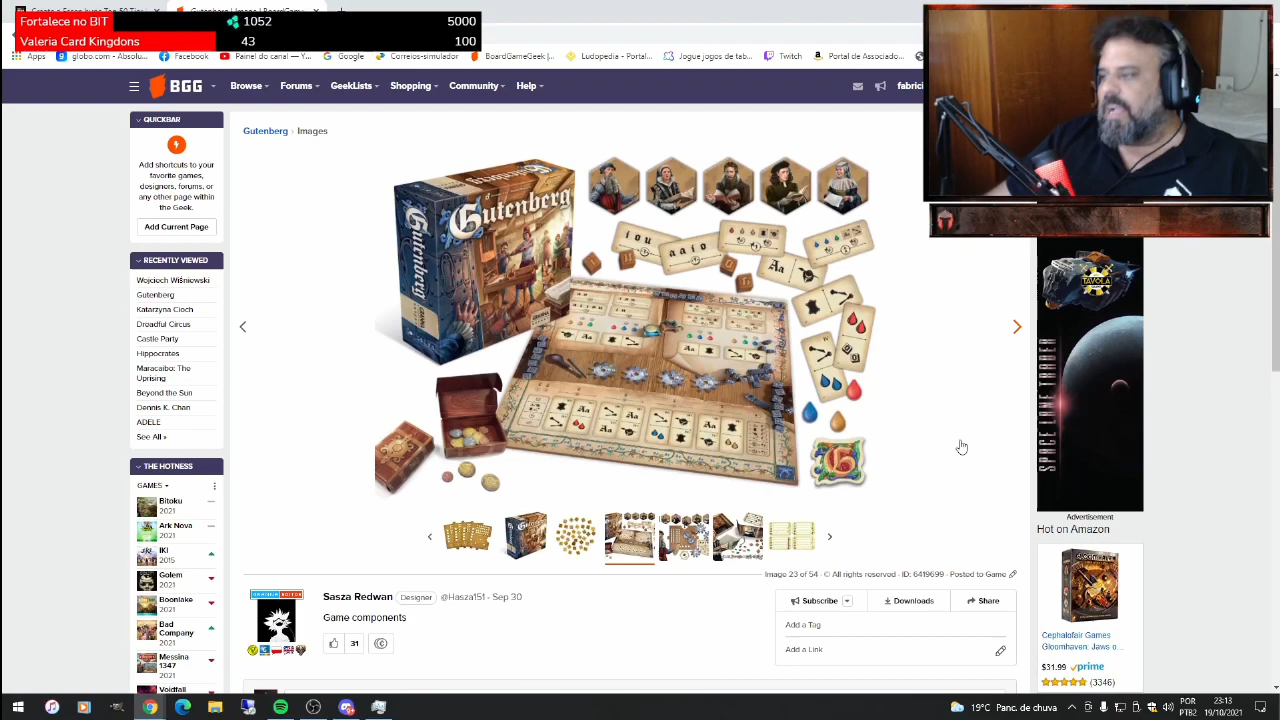 Fortalece no BIT 1052 5000
Valeria Card Kingdons 43 100
Apps globo.com - Absolu... Facebook Painel do canal — Y... Google Correios-simulador BoardGameGeek |... Ludopedia - Portal... Jogue jogos de tab... Twitch Portal de Associado...
BGG Browse Forums GeekLists Shopping Community Help fabrici
QUICKBAR
Add shortcuts to your
favorite games,
designers, forums, or
any other page within
the Geek.
Add Current Page
RECENTLY VIEWED
Wojciech Wiśniewski
Gutenberg
Katarzyna Cioch
Dreadful Circus
Castle Party
Hippocrates
Maracaibo: The
Uprising
Beyond the Sun
Dennis K. Chan
ADELE
See All »
THE HOTNESS
GAMES
Bitoku
2021
Ark Nova
2021
IKI
2015
Golem
2021
Boonlake
2021
Bad
Company
2021
Messina
1347
2021
Voidfall
Gutenberg › Images
Gutenberg
Gutenberg
Image 23 of 54 · © All rights reserved · ID: 6419699 · Posted to Game
Sasza Redwan Designer @Hasza151 · Sep 30
Game components
31
Subscribe Downloads Share
Add a Tag
Add a Link
TAVOLA
Advertisement
Hot on Amazon
Cephalofair Games
Gloomhaven: Jaws o...
$31.99 prime
(3346)
19°C Pancadas de chuva POR 23:13
PTB2 19/10/2021